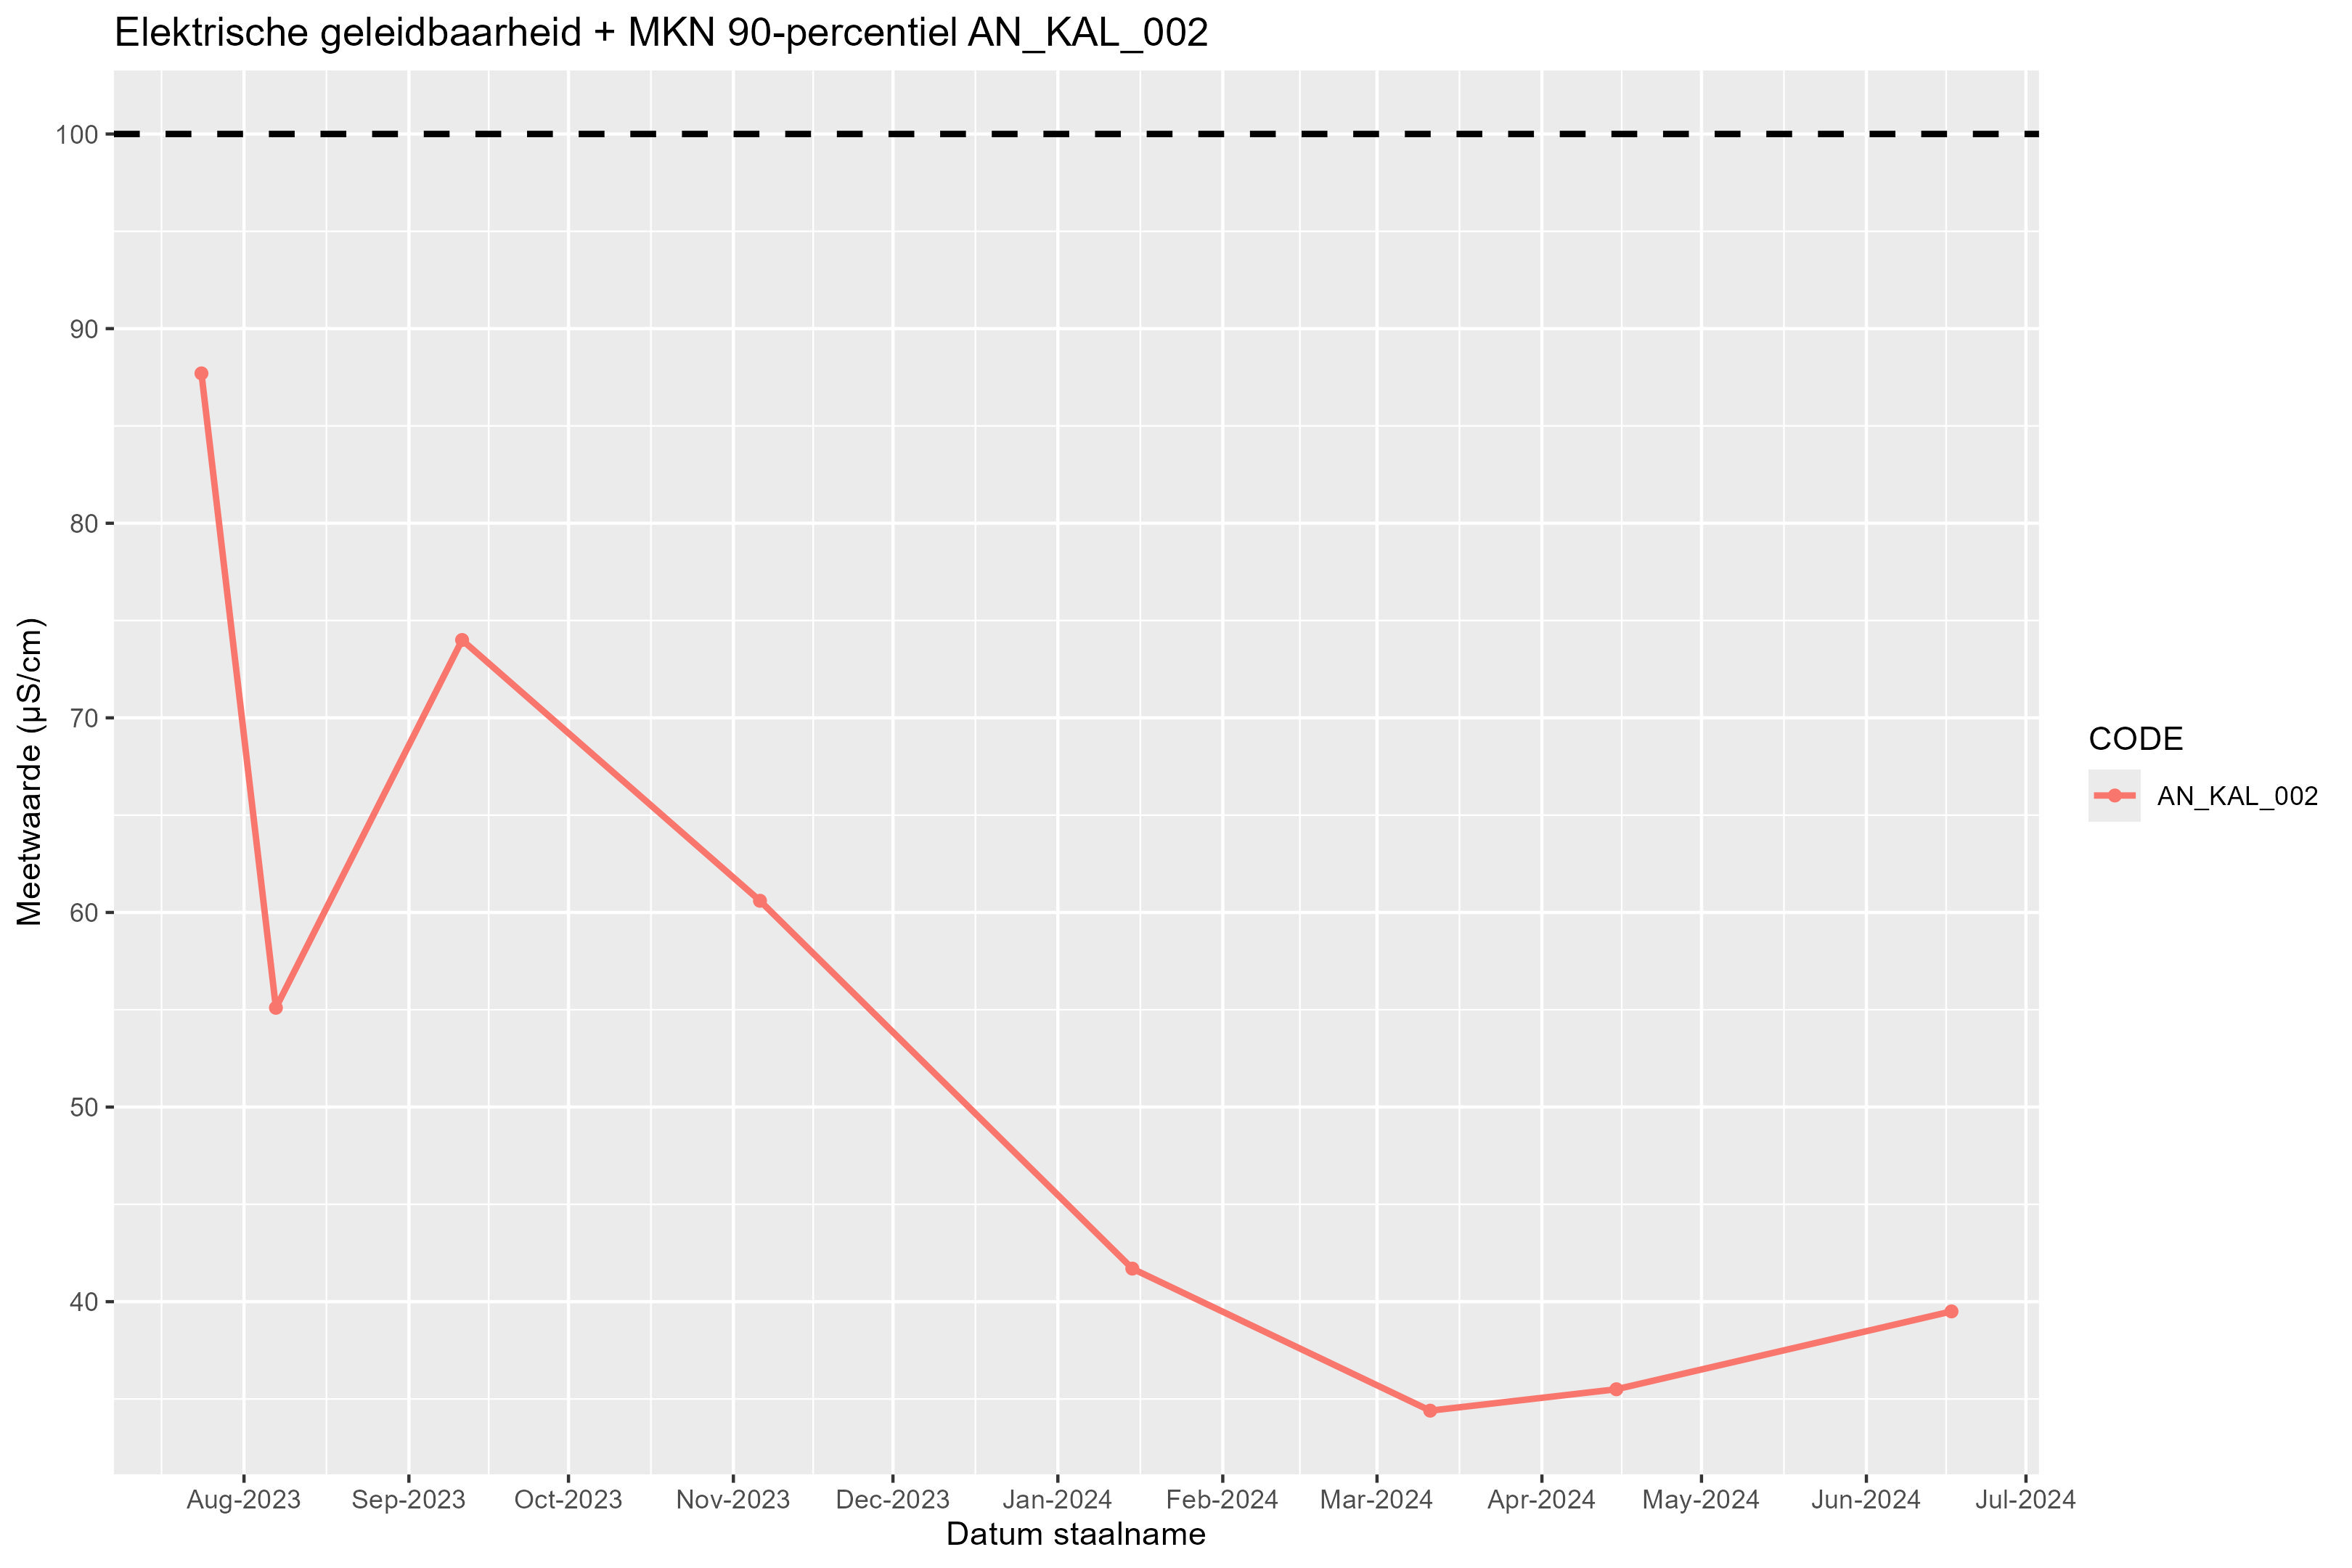 Elektrische geleidbaarheid + MKN 90-percentiel AN_KAL_002
Meetwaarde (µS/cm)
100
90
80
70
60
50
40
Aug-2023 Sep-2023 Oct-2023 Nov-2023 Dec-2023 Jan-2024 Feb-2024 Mar-2024 Apr-2024 May-2024 Jun-2024 Jul-2024
Datum staalname
CODE
AN_KAL_002